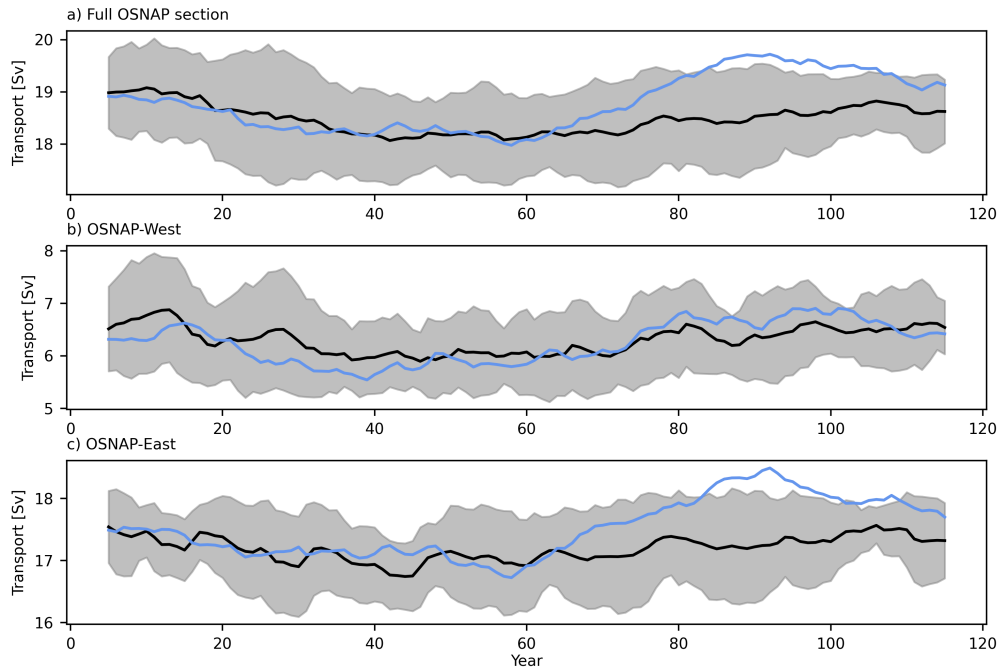 a) Full OSNAP section
Transport [Sv]
20
19
18
0 20 40 60 80 100 120
b) OSNAP-West
Transport [Sv]
8
7
6
5
0 20 40 60 80 100 120
c) OSNAP-East
Transport [Sv]
18
17
16
0 20 40 60 80 100 120
Year